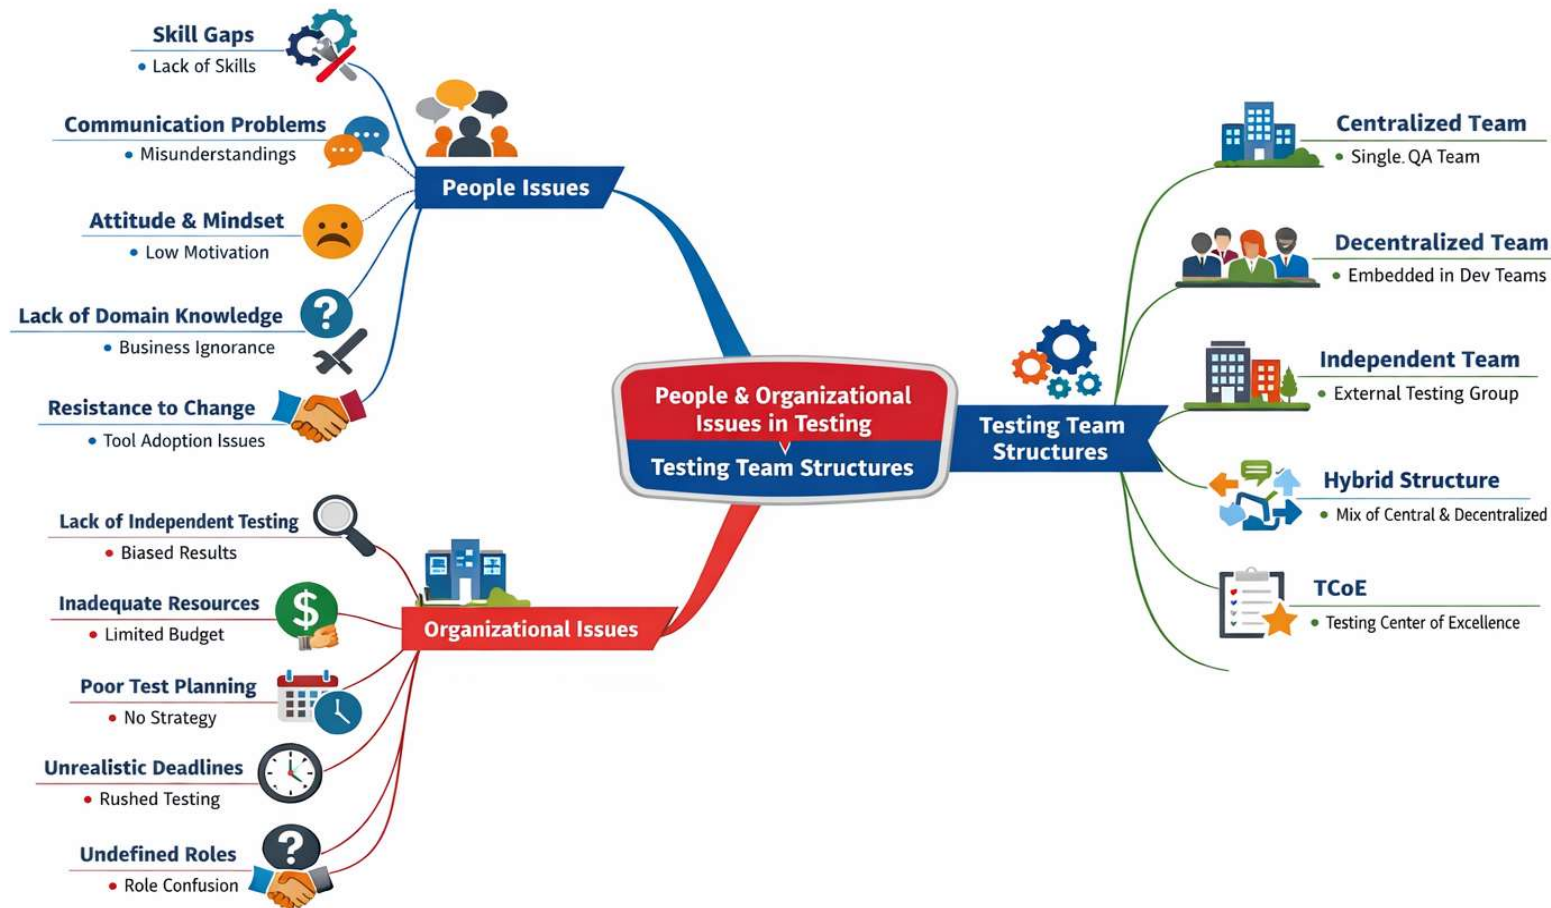 Skill Gaps
• Lack of Skills
Communication Problems
• Misunderstandings
Attitude & Mindset
• Low Motivation
Lack of Domain Knowledge
• Business Ignorance
Resistance to Change
• Tool Adoption Issues
People Issues
Lack of Independent Testing
• Biased Results
Inadequate Resources
• Limited Budget
Poor Test Planning
• No Strategy
Unrealistic Deadlines
• Rushed Testing
Undefined Roles
• Role Confusion
Organizational Issues
People & Organizational
Issues in Testing
Testing Team Structures
Testing Team
Structures
Centralized Team
• Single. QA Team
Decentralized Team
• Embedded in Dev Teams
Independent Team
• External Testing Group
Hybrid Structure
• Mix of Central & Decentralized
TCoE
• Testing Center of Excellence